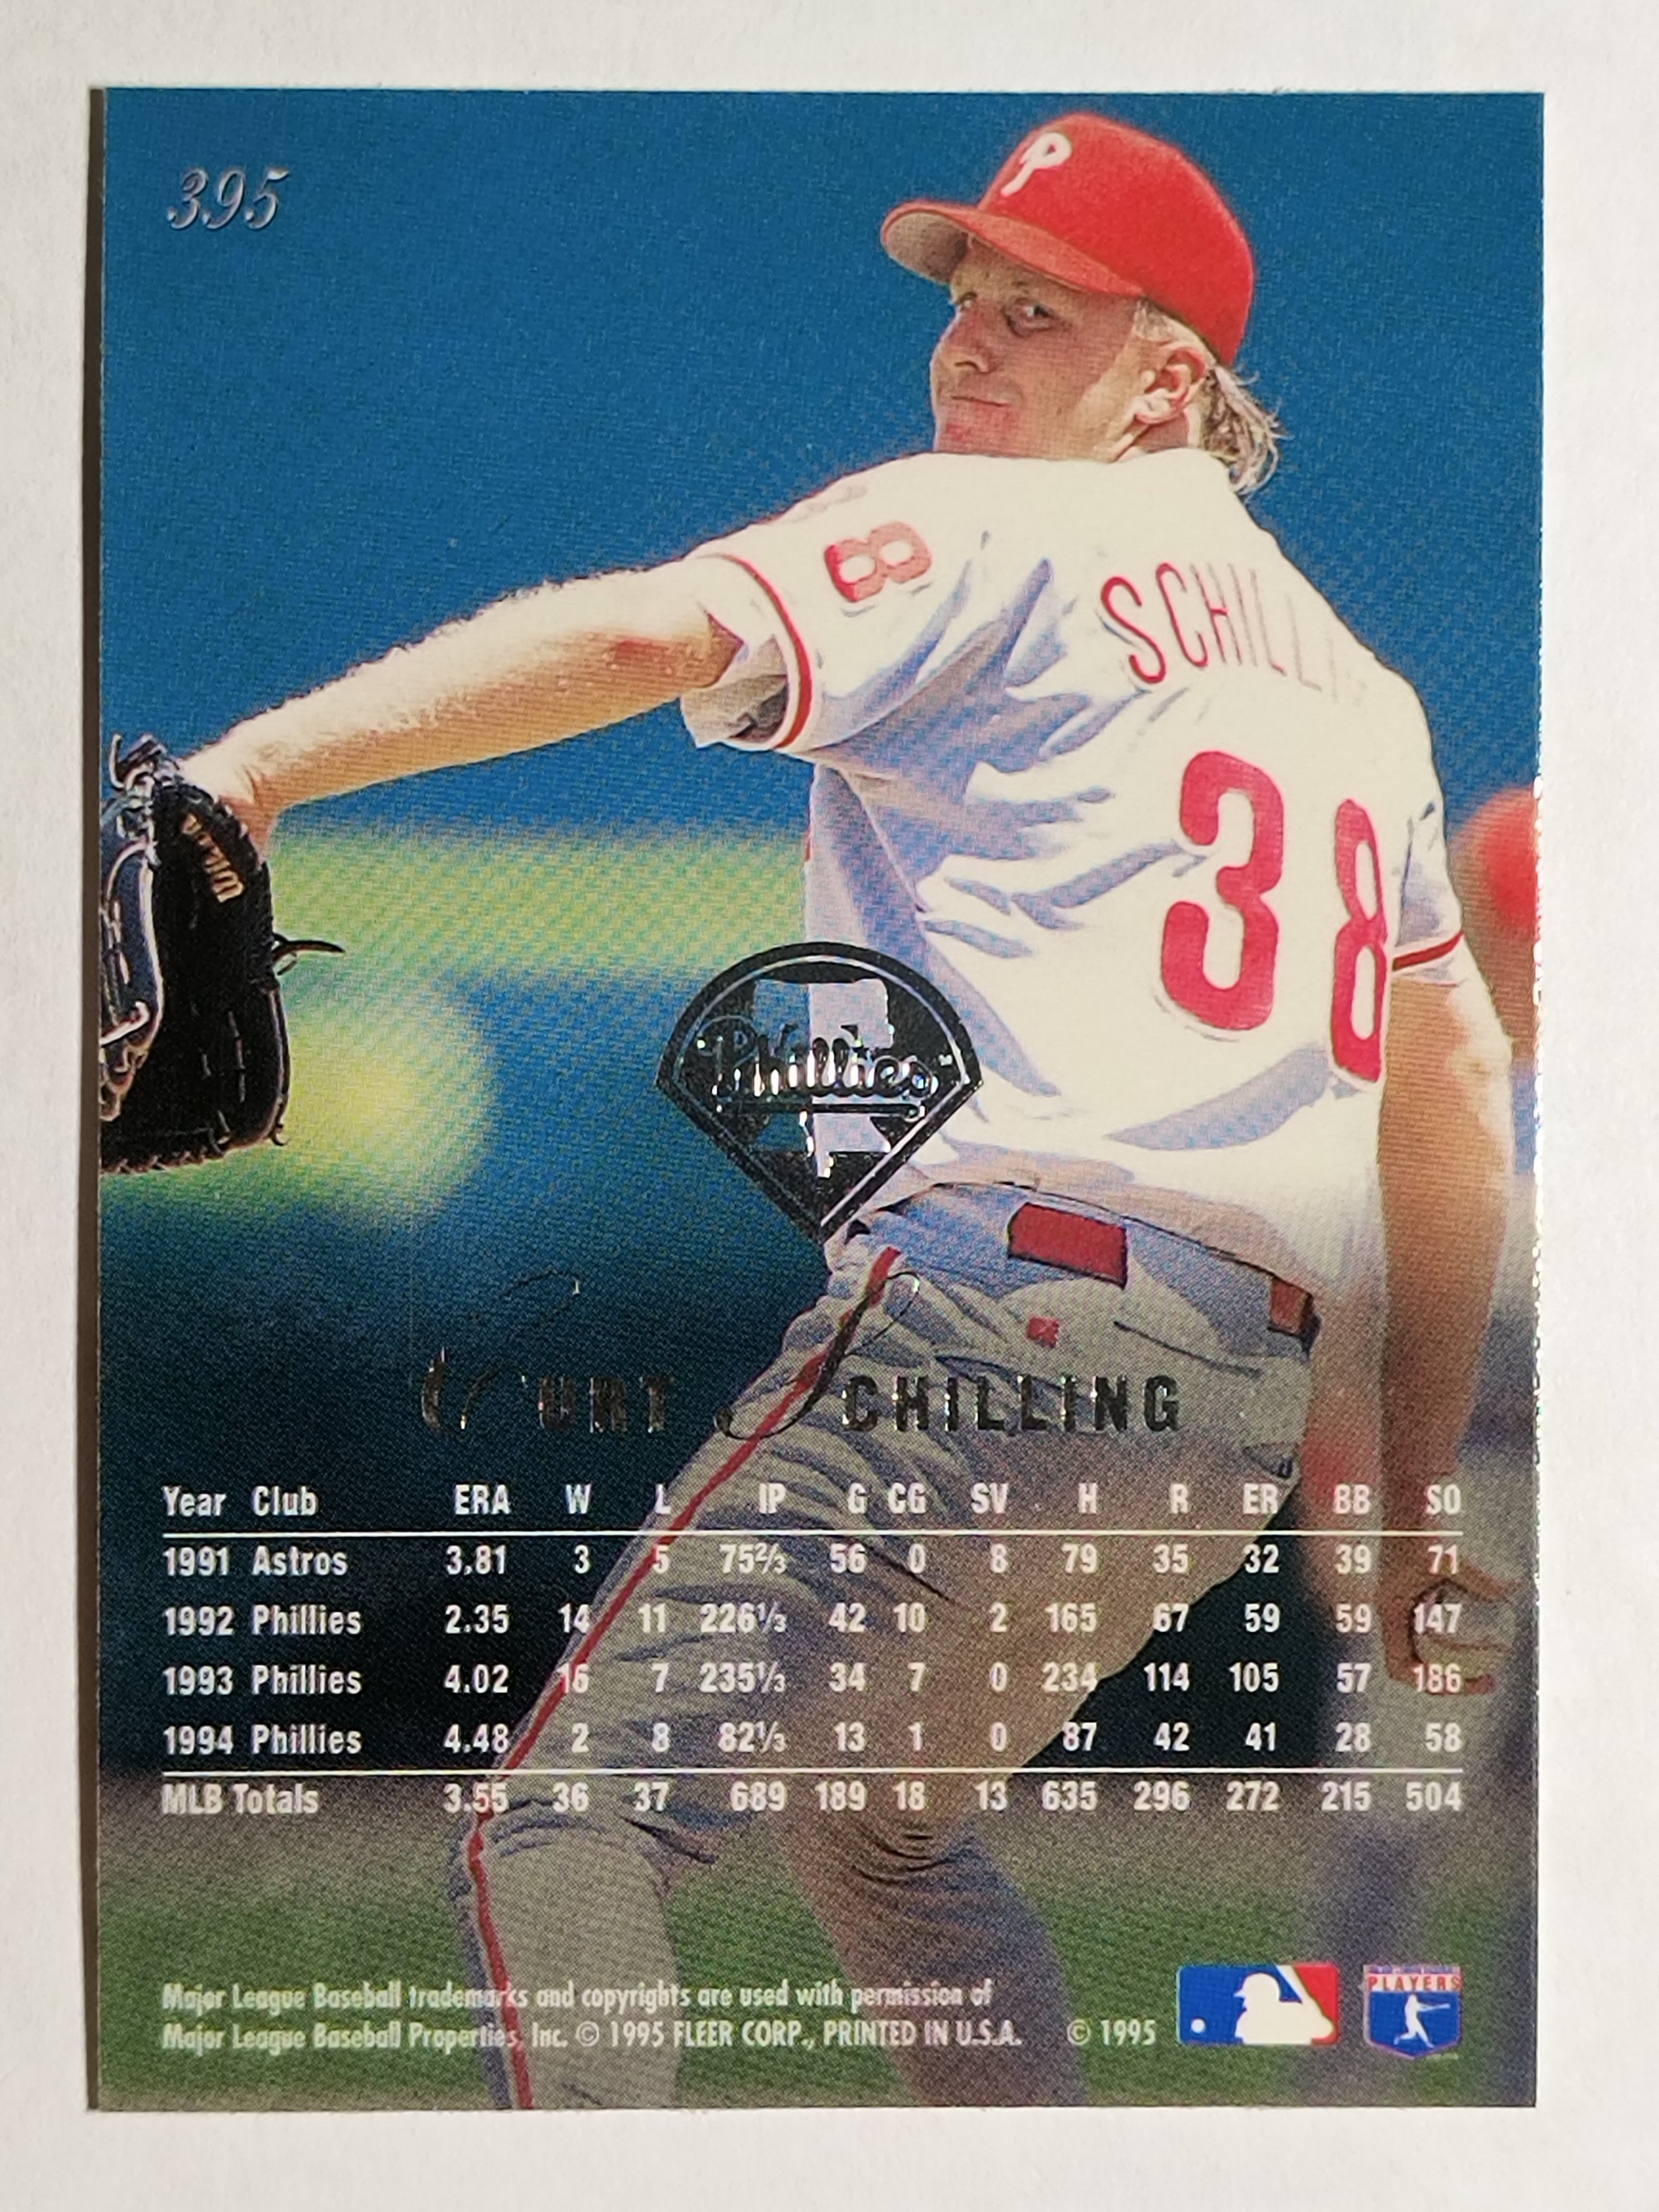 395
P
8
SCHILLI
38
Wilson
Phillies
CURT SCHILLING
Year Club ERA W L IP G CG SV H R ER BB SO
1991 Astros 3.81 3 5 75⅔ 56 0 8 79 35 32 39 71
1992 Phillies 2.35 14 11 226⅓ 42 10 2 165 67 59 59 147
1993 Phillies 4.02 16 7 235⅓ 34 7 0 234 114 105 57 186
1994 Phillies 4.48 2 8 82⅓ 13 1 0 87 42 41 28 58
MLB Totals 3.55 36 37 689 189 18 13 635 296 272 215 504
Major League Baseball trademarks and copyrights are used with permission of
Major League Baseball Properties, Inc. © 1995 FLEER CORP., PRINTED IN U.S.A. © 1995
PLAYERS